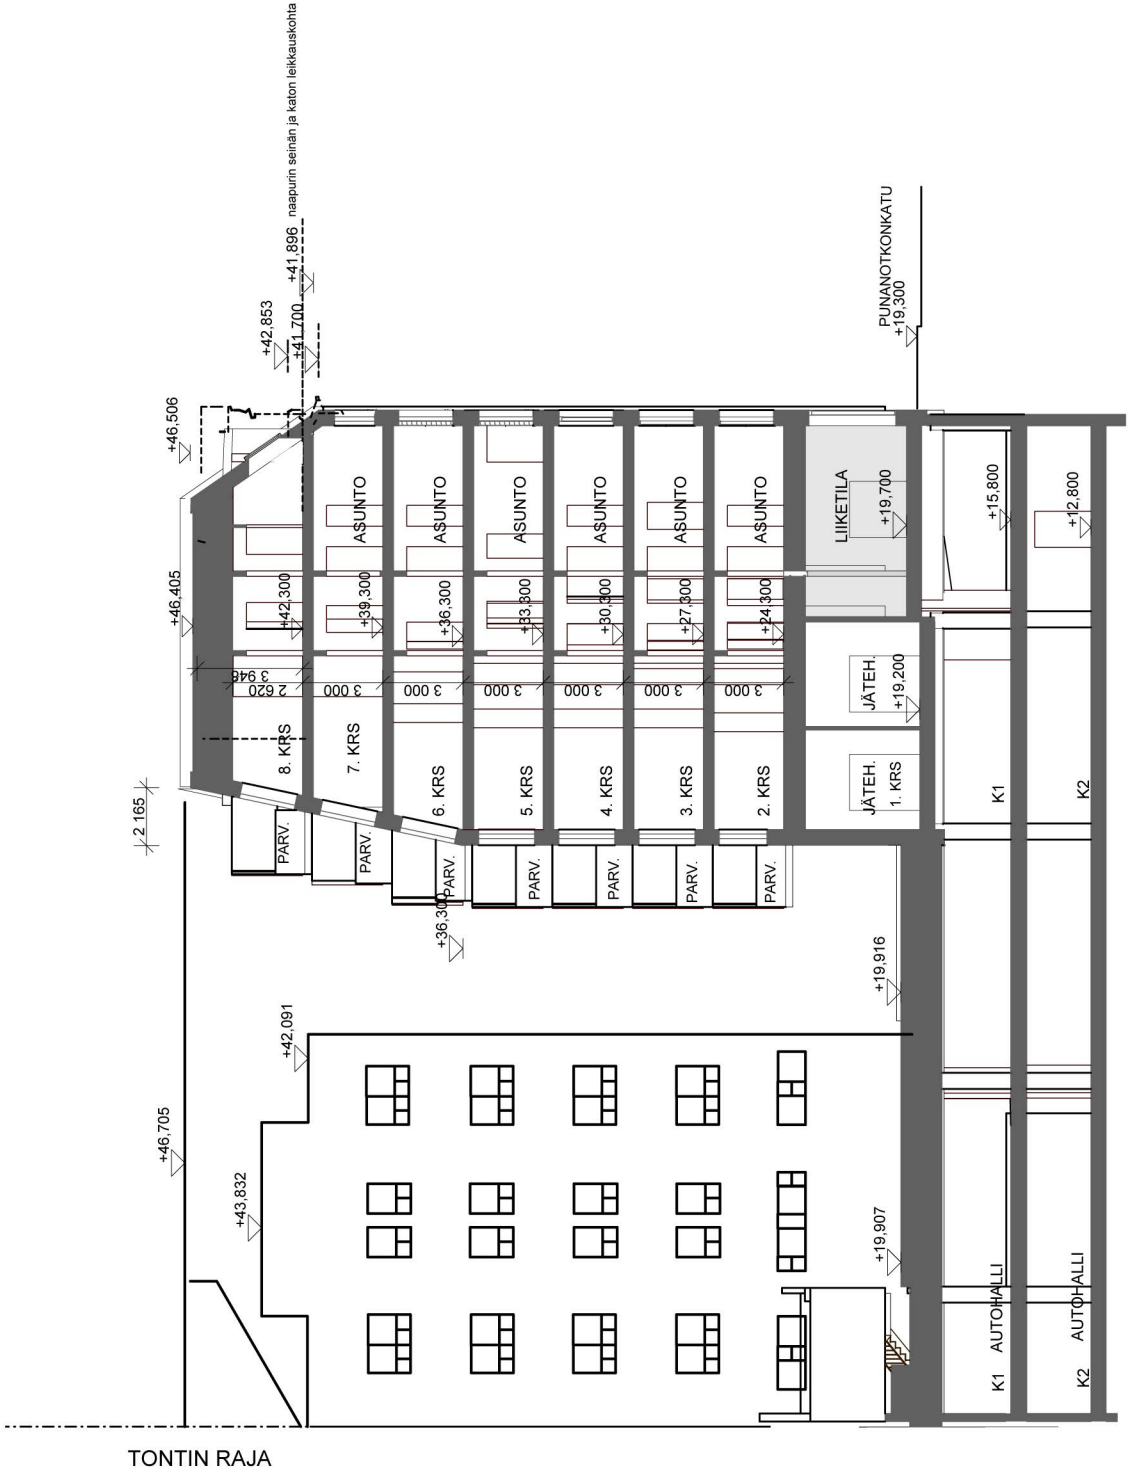 naapurin seinän ja katon leikkauskohta
+41,896
+42,853
+41,700
+46,506
+46,405
PUNANOTKONKATU
+19,300
ASUNTO
ASUNTO
ASUNTO
ASUNTO
ASUNTO
ASUNTO
LIIKETILA
+19,700
+15,800
+12,800
+42,300
+39,300
+36,300
+33,300
+30,300
+27,300
+24,300
3 948
2 620
3 000
3 000
3 000
3 000
3 000
3 000
JÄTEH.
+19,200
8. KRS
7. KRS
6. KRS
5. KRS
4. KRS
3. KRS
2. KRS
JÄTEH.
1. KRS
K1
K2
2 165
PARV.
PARV.
PARV.
PARV.
PARV.
PARV.
PARV.
+36,300
+19,916
+42,091
+46,705
+43,832
+19,907
K1 AUTOHALLI
K2 AUTOHALLI
TONTIN RAJA